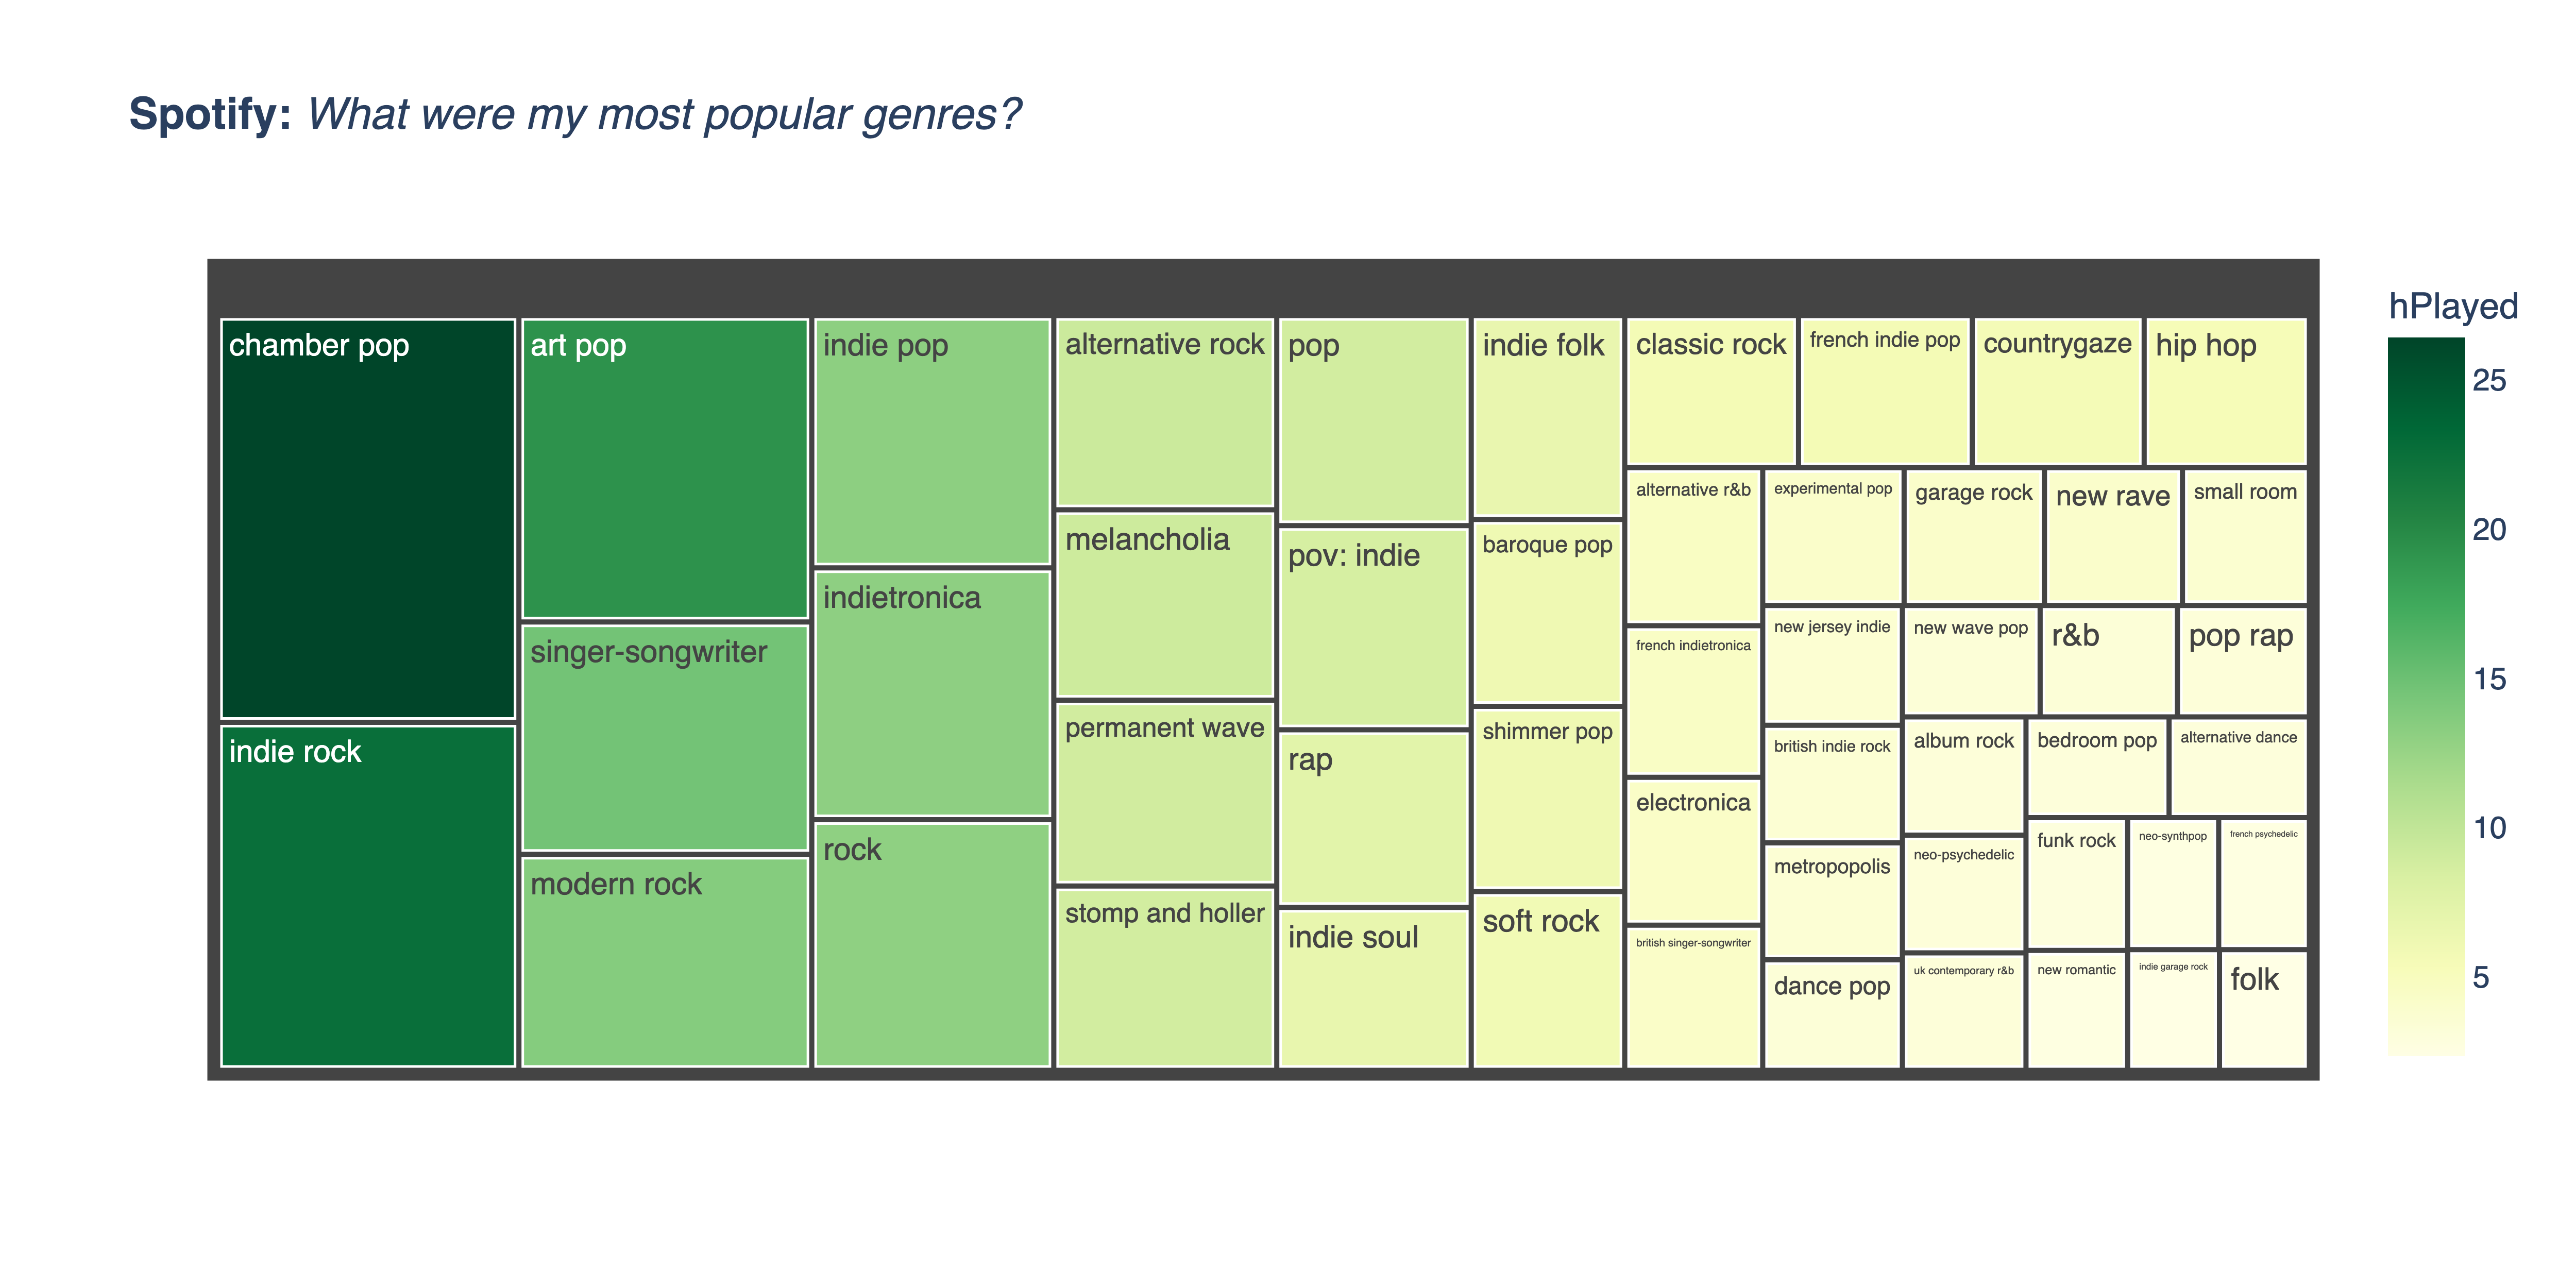 Spotify: What were my most popular genres?
hPlayed
chamber pop
indie rock
art pop
singer-songwriter
modern rock
indie pop
indietronica
rock
alternative rock
melancholia
permanent wave
stomp and holler
pop
pov: indie
rap
indie soul
indie folk
baroque pop
shimmer pop
soft rock
classic rock
french indie pop
countrygaze
hip hop
alternative r&b
french indietronica
electronica
british singer-songwriter
experimental pop
garage rock
new rave
small room
new jersey indie
british indie rock
metropopolis
dance pop
new wave pop
r&b
pop rap
album rock
neo-psychedelic
uk contemporary r&b
bedroom pop
alternative dance
funk rock
neo-synthpop
french psychedelic
new romantic
indie garage rock
folk
25
20
15
10
5